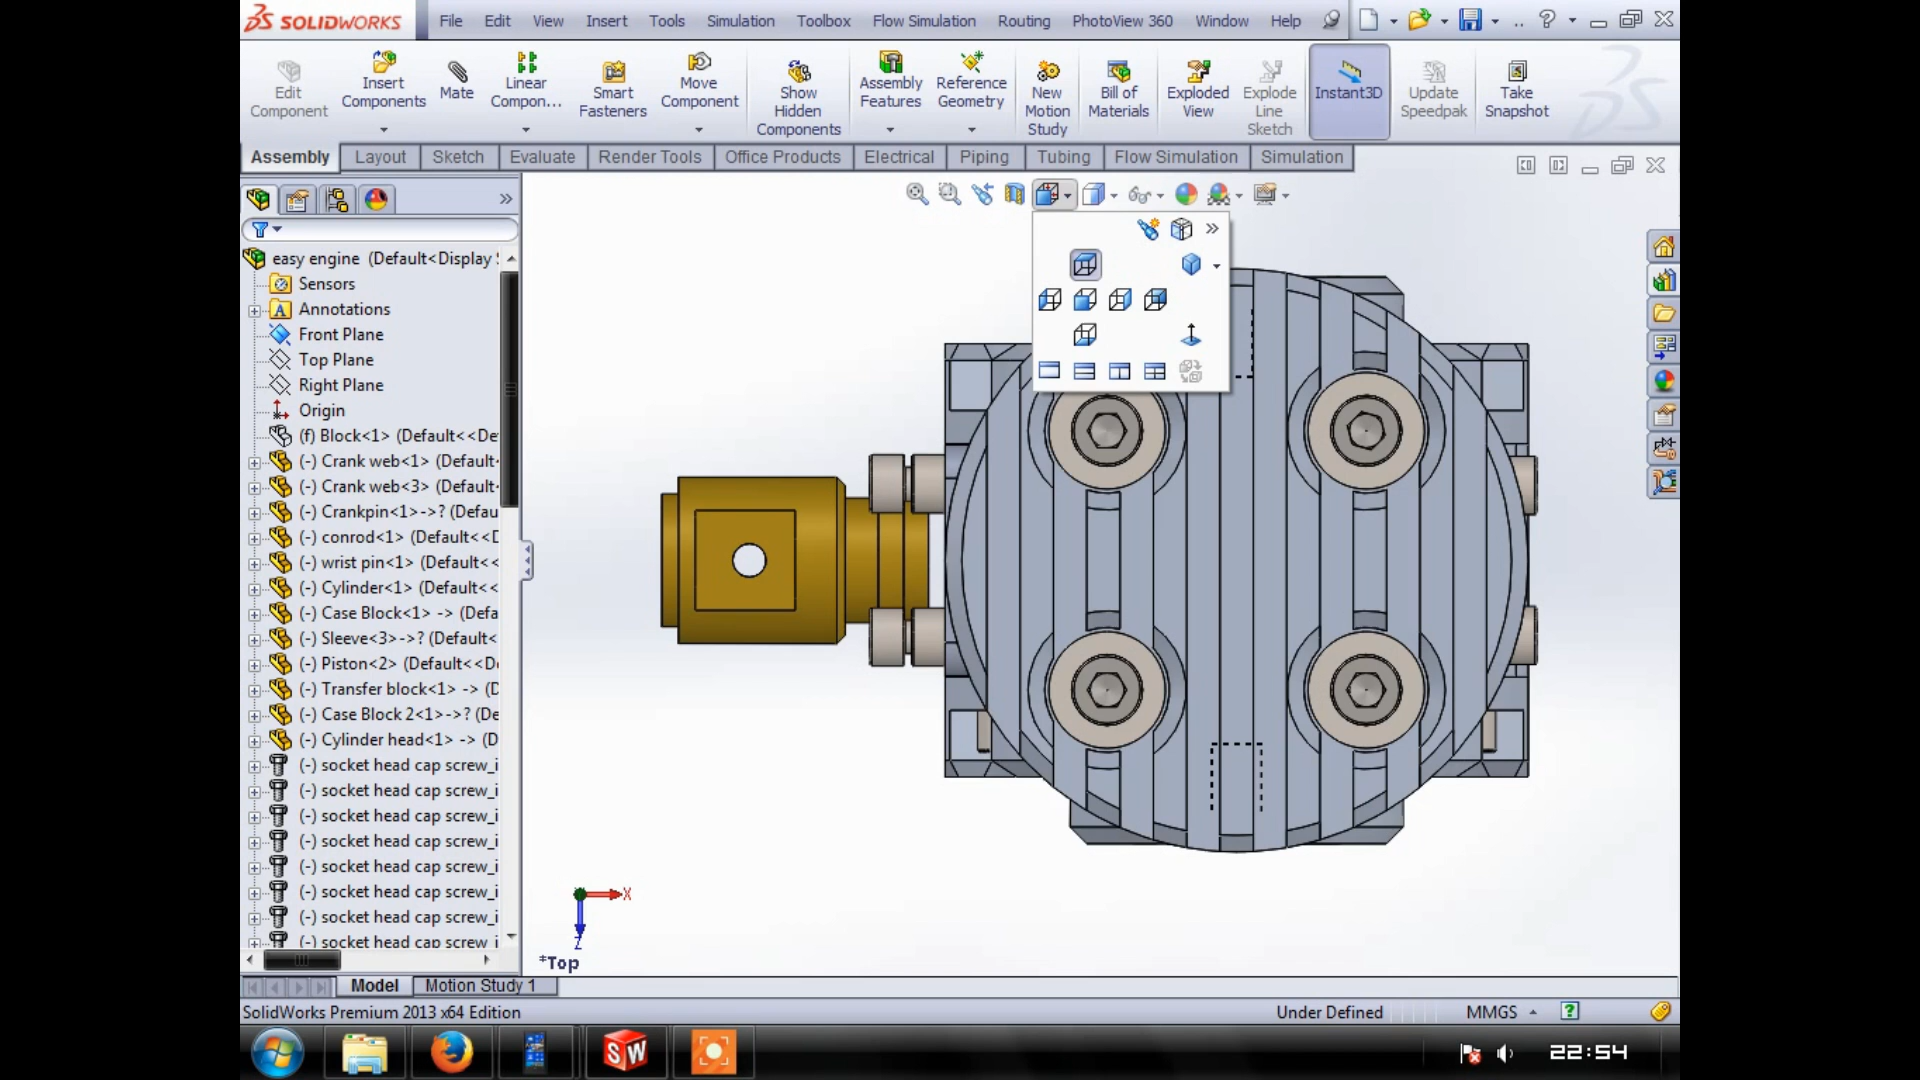 SOLIDWORKS File Edit View Insert Tools Simulation Toolbox Flow Simulation Routing PhotoView 360 Window Help
Edit Component
Insert Components
Mate
Linear Compon...
Smart Fasteners
Move Component
Show Hidden Components
Assembly Features
Reference Geometry
New Motion Study
Bill of Materials
Exploded View
Explode Line Sketch
Instant3D
Update Speedpak
Take Snapshot
Assembly Layout Sketch Evaluate Render Tools Office Products Electrical Piping Tubing Flow Simulation Simulation
easy engine (Default<Display
Sensors
Annotations
Front Plane
Top Plane
Right Plane
Origin
(f) Block<1> (Default<<De
(-) Crank web<1> (Default
(-) Crank web<3> (Default
(-) Crankpin<1>->? (Defau
(-) conrod<1> (Default<<D
(-) wrist pin<1> (Default<<
(-) Cylinder<1> (Default<<
(-) Case Block<1> -> (Defa
(-) Sleeve<3>->? (Default<
(-) Piston<2> (Default<<De
(-) Transfer block<1> -> (D
(-) Case Block 2<1>->? (De
(-) Cylinder head<1> -> (D
(-) socket head cap screw_i
(-) socket head cap screw_i
(-) socket head cap screw_i
(-) socket head cap screw_i
(-) socket head cap screw_i
(-) socket head cap screw_i
(-) socket head cap screw_i
(-) socket head cap screw_i
X
Z
*Top
Model Motion Study 1
SolidWorks Premium 2013 x64 Edition Under Defined MMGS
SW 22:54